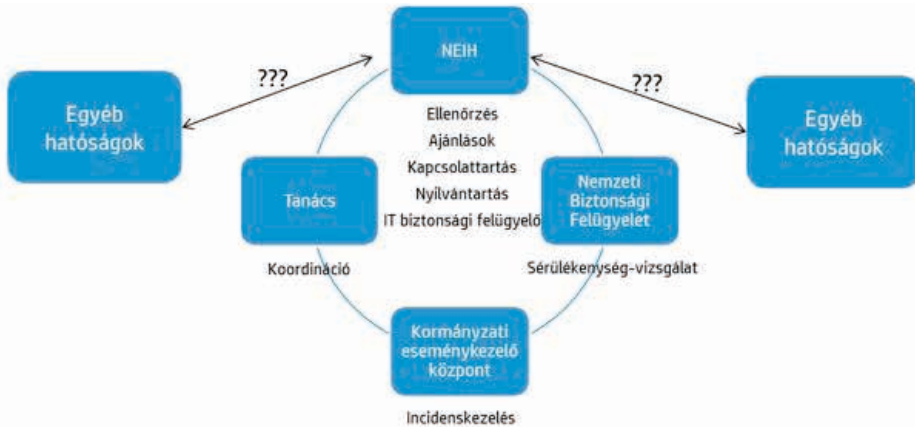 NEIH
???
???
Egyéb
hatóságok
Egyéb
hatóságok
Ellenőrzés
Ajánlások
Kapcsolattartás
Nyilvántartás
IT biztonsági felügyelő
Tanács
Nemzeti
Biztonsági
Felügyelet
Koordináció
Sérülékenység-vizsgálat
Kormányzati
eseménykezelő
központ
Incidenskezelés